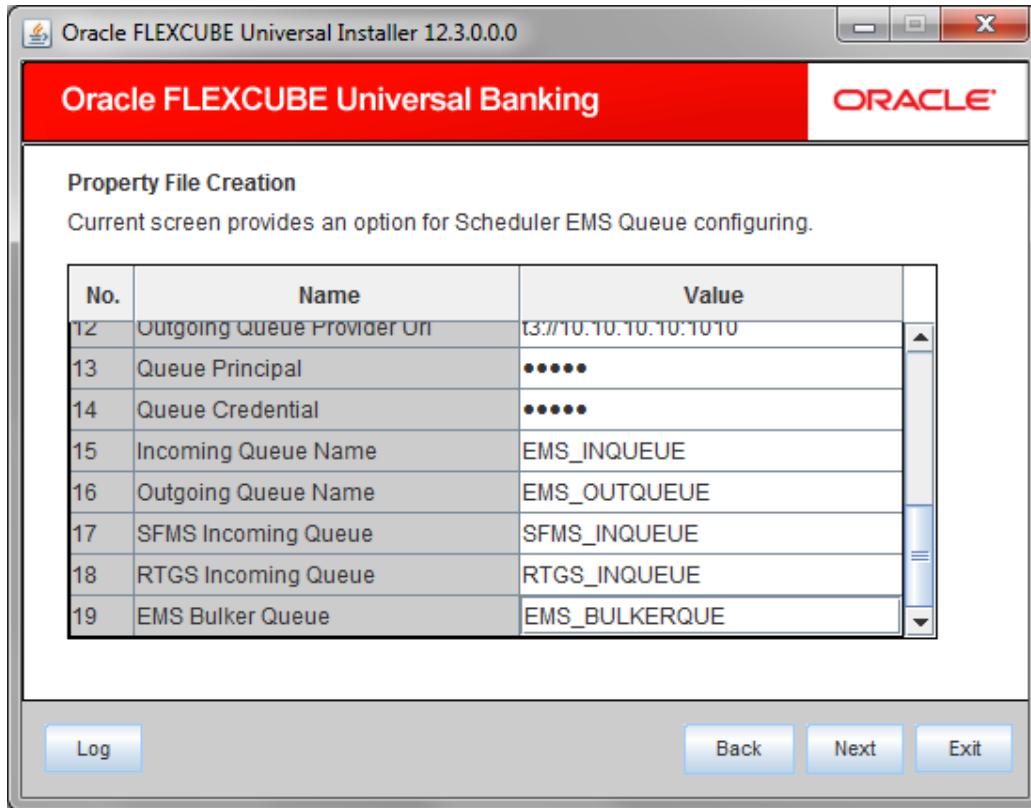 Oracle FLEXCUBE Universal Installer 12.3.0.0.0
Oracle FLEXCUBE Universal Banking
ORACLE
Property File Creation
Current screen provides an option for Scheduler EMS Queue configuring.
No. Name Value
12 Outgoing Queue Provider Url t3://10.10.10.10:1010
13 Queue Principal •••••
14 Queue Credential •••••
15 Incoming Queue Name EMS_INQUEUE
16 Outgoing Queue Name EMS_OUTQUEUE
17 SFMS Incoming Queue SFMS_INQUEUE
18 RTGS Incoming Queue RTGS_INQUEUE
19 EMS Bulker Queue EMS_BULKERQUE
Log Back Next Exit